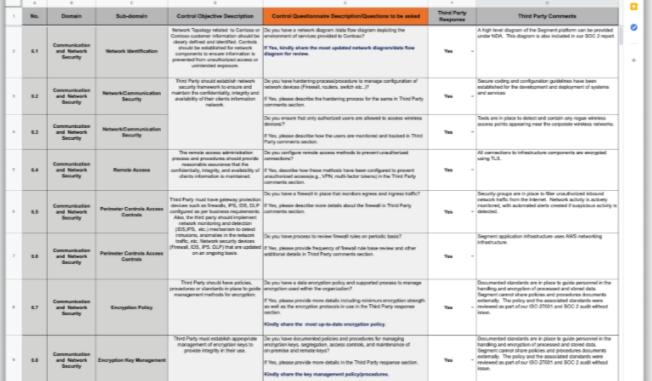 No.
Domain
Sub-domain
Control Objective Description
Control Questionnaire Description/Questions to be asked
Third Party
Response
Third Party Comments
Communication
and Network
Security
Network Identification
Network Topology related to Contoso or
Contoso customer information should be
clearly defined and identified. Controls
should be established for network
components to ensure information is
prevented from unauthorized access or
unintended exposure.
Do you have a network diagram /data flow diagram depicting the
environment of services provided to Contoso?
If Yes, kindly share the most updated network diagram/data flow
diagram for review.
Yes
A high level diagram of the Segment platform can be provided
under NDA. This diagram is also included in our SOC 2 report.
Communication
and Network
Security
Network/Communication
Security
Third Party should establish network
security framework to ensure and
maintain the confidentiality, integrity and
availability of their clients information
network.
Do you have hardening process/procedure to manage configuration of
network devices (Firewall, routers, switch etc..)?
If Yes, please describe the hardening process for the same in Third Party
comments section.
Yes
Secure coding and configuration guidelines have been
established for the development and deployment of systems
and services
Communication
and Network
Security
Network/Communication
Security
Do you ensure that only authorized users are allowed to access wireless
devices?
If Yes, please describe how the users are monitored and tracked in Third
Party comments section.
Yes
Tools are in place to detect and contain any rogue wireless
access points appearing near the corporate wireless networks.
6.4
Communication
and Network
Security
Remote Access
The remote access administration
process and procedures should provide
reasonable assurance that the
confidentiality, integrity, and availability of
clients information is maintained.
Do you configure remote access methods to prevent unauthorized
connections?
If Yes, describe how these methods have been configured to prevent
unauthorized access(e.g., VPN, multi-factor tokens) in the Third Party
comments section.
Yes
All connections to infrastructure components are encrypted
using TLS.
6.5
Communication
and Network
Security
Perimeter Controls Access
Controls
Third Party must have gateway protection
devices such as firewalls, IPS, IDS, DLP
configured as per business requirements.
Also, the third party should implement
network monitoring and detection
(IDS,IPS, etc.) mechanism to detect
intrusions, anomalies in the network
traffic, etc. Network security devices
(Firewall, IDS, IPS, DLP) that are updated
on an ongoing basis.
Do you have a firewall in place that monitors egress and ingress traffic?
If Yes, please describe more details about the firewall in Third Party
comments section.
Yes
Security groups are in place to filter unauthorized inbound
network traffic from the Internet. Network activity is actively
monitored, with automated alerts created if suspicious activity is
detected.
6.6
Communication
and Network
Security
Perimeter Controls Access
Controls
Do you have process to review firewall rules on periodic basis?
If Yes, please provide frequency of firewall rule base review and other
additional details in Third Party comments section.
Yes
Segment application infrastructure uses AWS networking
infrastructure.
6.7
Communication
and Network
Security
Encryption Policy
Third Party should have policies,
procedures or standards in place to guide
management methods for encryption.
Do you have a data encryption policy and supported process to manage
encryption used within the organization?
If Yes, please provide more details including minimum encryption strength
as well as the encryption protocols in use in the Third Party response
section.
Kindly share the most up-to-date encryption policy.
Yes
Documented standards are in place to guide personnel in the
handling and encryption of processed and stored data.
Segment cannot share policies and procedures documents
externally. The policy and the associated standards were
reviewed as part of our ISO 27001 and SOC 2 audit without
issue.
6.8
Communication
and Network
Security
Encryption Key Management
Third Party must establish appropriate
management of encryption keys to
provide integrity in their use.
Do you have documented policies and procedures for managing
encryption keys, segregation, access controls, and maintenance of
on-premise and remote keys?
If Yes, please provide more details in the Third Party response section.
Kindly share the key management policy/procedures.
Yes
Documented standards are in place to guide personnel in the
handling and encryption of processed and stored data.
Segment cannot share policies and procedures documents
externally. The policy and the associated standards were
reviewed as part of our ISO 27001 and SOC 2 audit without
issue.